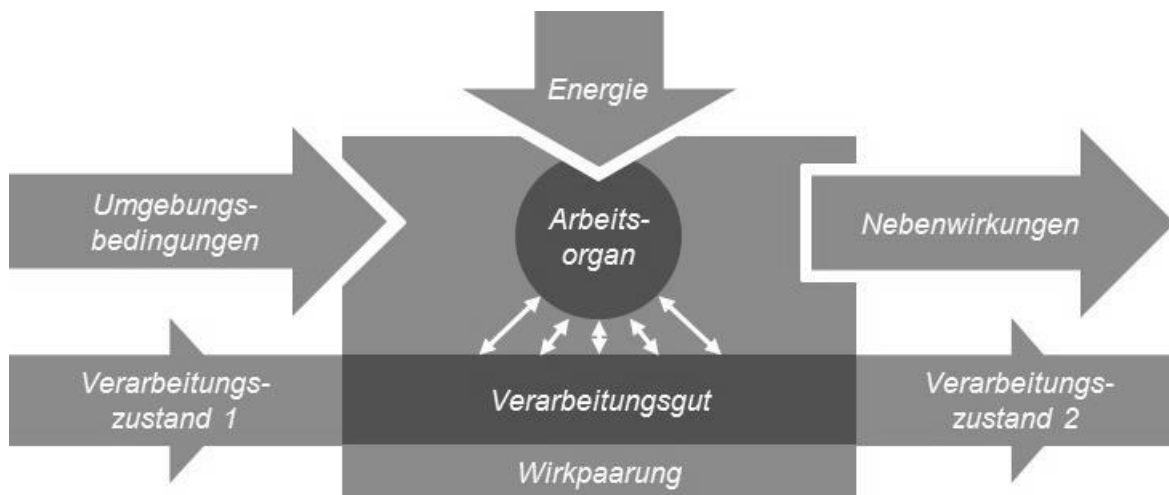 Energie
Umgebungs-
bedingungen
Arbeits-
organ
Nebenwirkungen
Verarbeitungs-
zustand 1
Verarbeitungsgut
Verarbeitungs-
zustand 2
Wirkpaarung